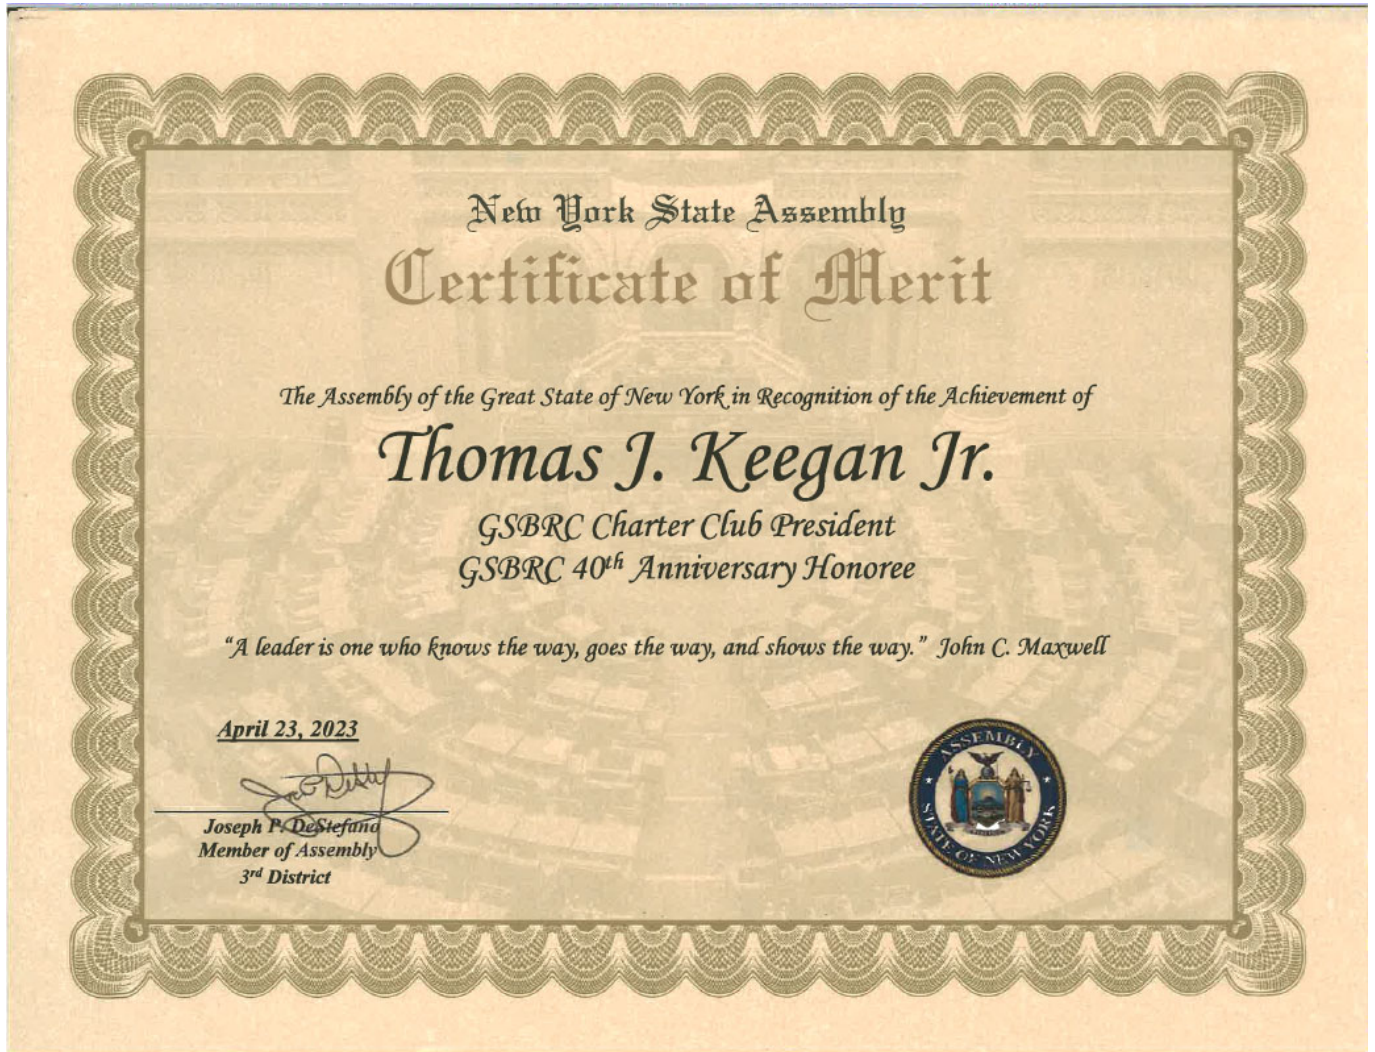 New York State Assembly
Certificate of Merit
The Assembly of the Great State of New York in Recognition of the Achievement of
Thomas J. Keegan Jr.
GSBRC Charter Club President
GSBRC 40th Anniversary Honoree
“A leader is one who knows the way, goes the way, and shows the way.” John C. Maxwell
April 23, 2023
Joseph P. DeStefano
Member of Assembly
3rd District
ASSEMBLY
STATE OF NEW YORK